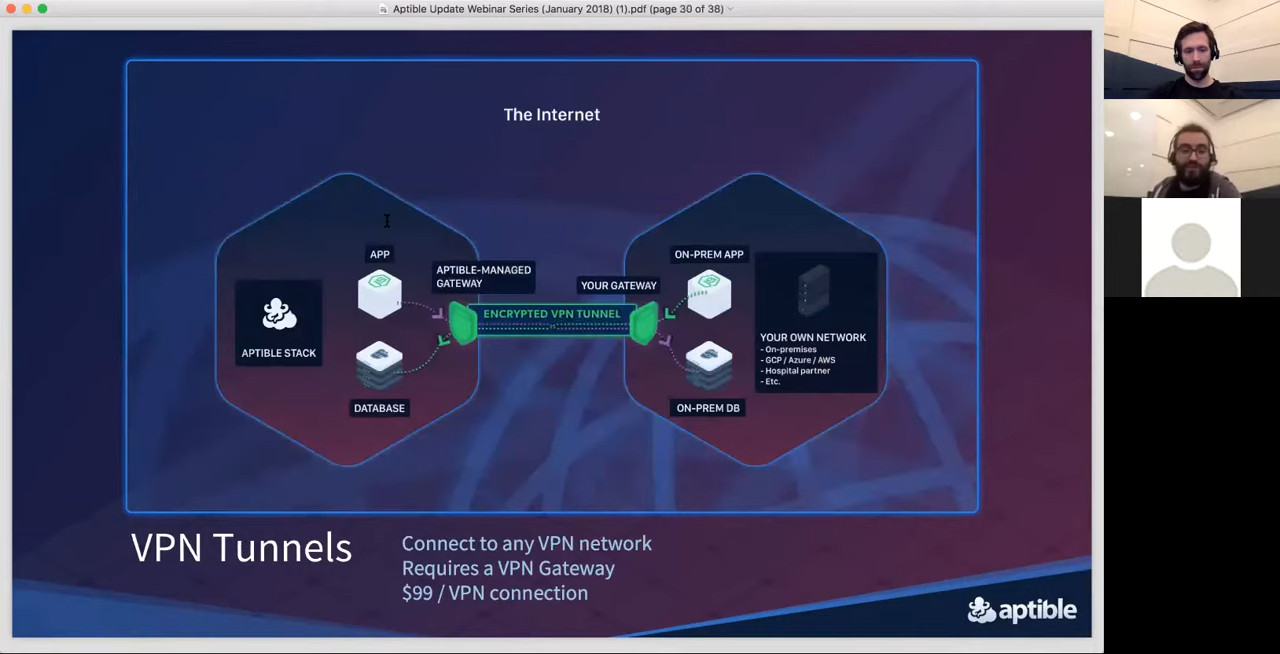 Aptible Update Webinar Series (January 2018) (1).pdf (page 30 of 38)
The Internet
APP
APTIBLE-MANAGED
GATEWAY
YOUR GATEWAY
ON-PREM APP
ENCRYPTED VPN TUNNEL
APTIBLE STACK
DATABASE
ON-PREM DB
YOUR OWN NETWORK
- On-premises
- GCP / Azure / AWS
- Hospital partner
- Etc.
VPN Tunnels
Connect to any VPN network
Requires a VPN Gateway
$99 / VPN connection
aptible